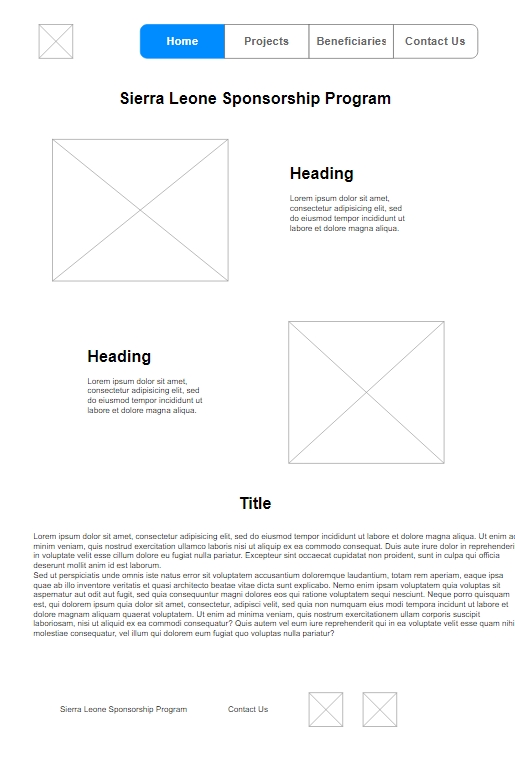 Home Projects Beneficiaries Contact Us
Sierra Leone Sponsorship Program
Heading
Lorem ipsum dolor sit amet,
consectetur adipisicing elit, sed
do eiusmod tempor incididunt ut
labore et dolore magna aliqua.
Heading
Lorem ipsum dolor sit amet,
consectetur adipisicing elit, sed
do eiusmod tempor incididunt ut
labore et dolore magna aliqua.
Title
Lorem ipsum dolor sit amet, consectetur adipisicing elit, sed do eiusmod tempor incididunt ut labore et dolore magna aliqua. Ut enim
minim veniam, quis nostrud exercitation ullamco laboris nisi ut aliquip ex ea commodo consequat. Duis aute irure dolor in reprehenderi
in voluptate velit esse cillum dolore eu fugiat nulla pariatur. Excepteur sint occaecat cupidatat non proident, sunt in culpa qui officia
deserunt mollit anim id est laborum.
Sed ut perspiciatis unde omnis iste natus error sit voluptatem accusantium doloremque laudantium, totam rem aperiam, eaque ipsa
quae ab illo inventore veritatis et quasi architecto beatae vitae dicta sunt explicabo. Nemo enim ipsam voluptatem quia voluptas sit
aspernatur aut odit aut fugit, sed quia consequuntur magni dolores eos qui ratione voluptatem sequi nesciunt. Neque porro quisquam
est, qui dolorem ipsum quia dolor sit amet, consectetur, adipisci velit, sed quia non numquam eius modi tempora incidunt ut labore et
dolore magnam aliquam quaerat voluptatem. Ut enim ad minima veniam, quis nostrum exercitationem ullam corporis suscipit
laboriosam, nisi ut aliquid ex ea commodi consequatur? Quis autem vel eum iure reprehenderit qui in ea voluptate velit esse quam nihi
molestiae consequatur, vel illum qui dolorem eum fugiat quo voluptas nulla pariatur?
Sierra Leone Sponsorship Program Contact Us